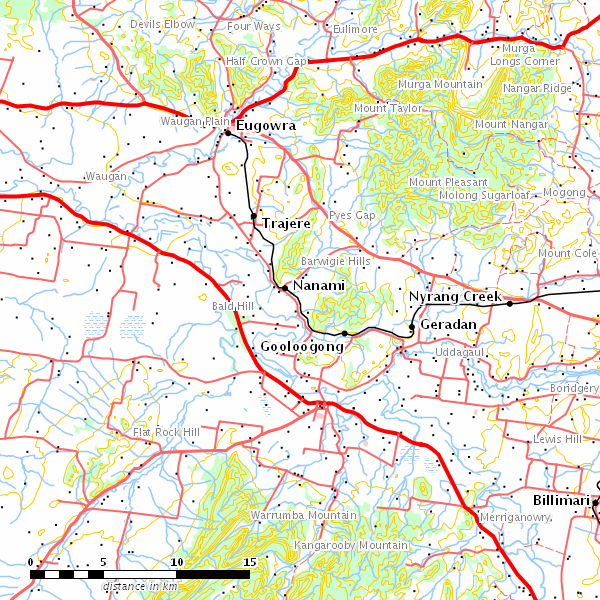 Devils Elbow
Four Ways
Eulimore
Murga
Longs Corner
Half Crown Gap
Murga Mountain
Nangar Ridge
Mount Taylor
Waugan Plain
Eugowra
Mount Nangar
Waugan
Mount Pleasant
Molong Sugarloaf
Mogong
Trajere
Pyes Gap
Mount Cole
Barwigie Hills
Nanami
Nyrang Creek
Bald Hill
Geradan
Gooloogong
Uddagaul
Boridgery
Flat Rock Hill
Lewis Hill
Billimari
Warrumba Mountain
Merriganowry
Kangarooby Mountain
0 5 10 15
distance in km